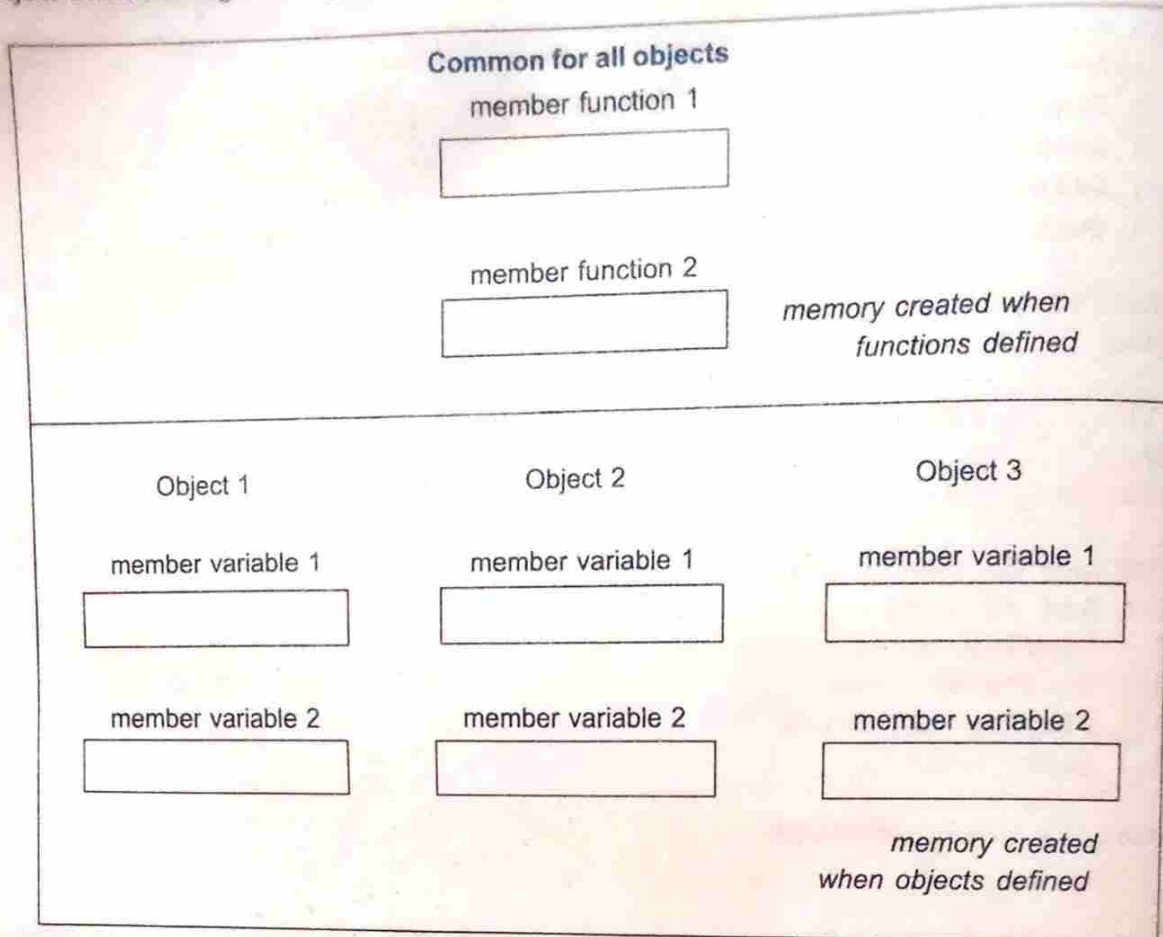 Common for all objects
member function 1
member function 2
memory created when
functions defined
Object 1 Object 2 Object 3
member variable 1 member variable 1 member variable 1
member variable 2 member variable 2 member variable 2
memory created
when objects defined